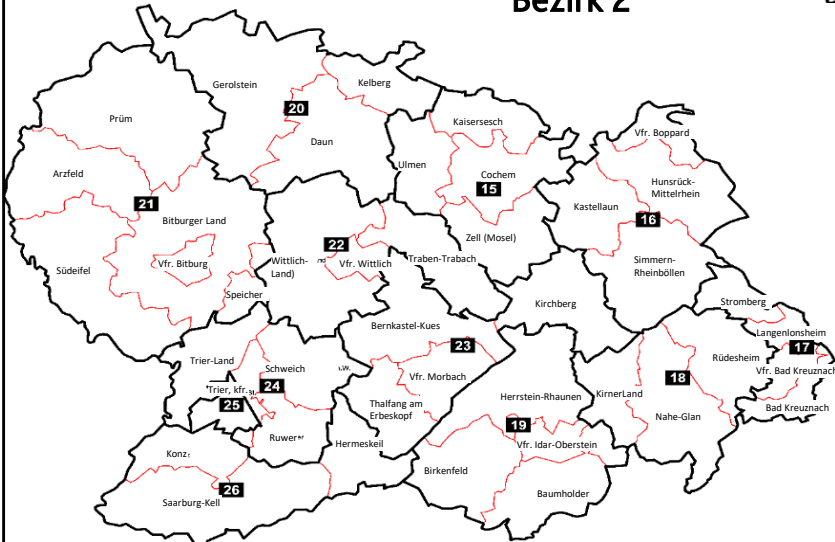 Bezirk 2
Gerolstein
Kelberg
20
Prüm
Kaisersesch
Vfr. Boppard
Daun
Ulmen
Arzfeld
Cochem
15
Hunsrück-
Mittelrhein
Kastellaun
21
Bitburger Land
16
Zell (Mosel)
22
Vfr. Bitburg
Wittlich-
Land)
Vfr. Wittlich
Traben-Trabach
Simmern-
Rheinböllen
Südeifel
Speicher
Kirchberg
Stromberg
Bernkastel-Kues
Langenlonsheim
17
23
Trier-Land
Schweich
Rüdesheim
Vfr. Bad Kreuznach
Vfr. Morbach
18
24
Trier, kfr.
Thalfang am
Erbeskopf
Herrstein-Rhaunen
KirnerLand
25
Bad Kreuznach
Nahe-Glan
19
Ruwer
Hermeskeil
Vfr. Idar-Oberstein
Konz
Birkenfeld
26
Saarburg-Kell
Baumholder